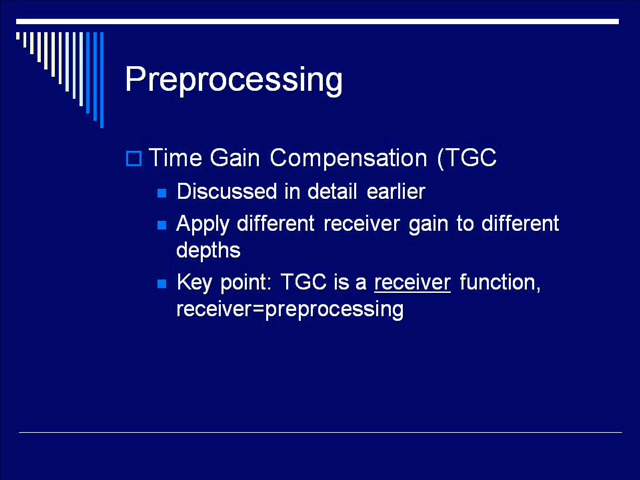 Preprocessing
Time Gain Compensation (TGC
Discussed in detail earlier
Apply different receiver gain to different
depths
Key point: TGC is a receiver function,
receiver=preprocessing